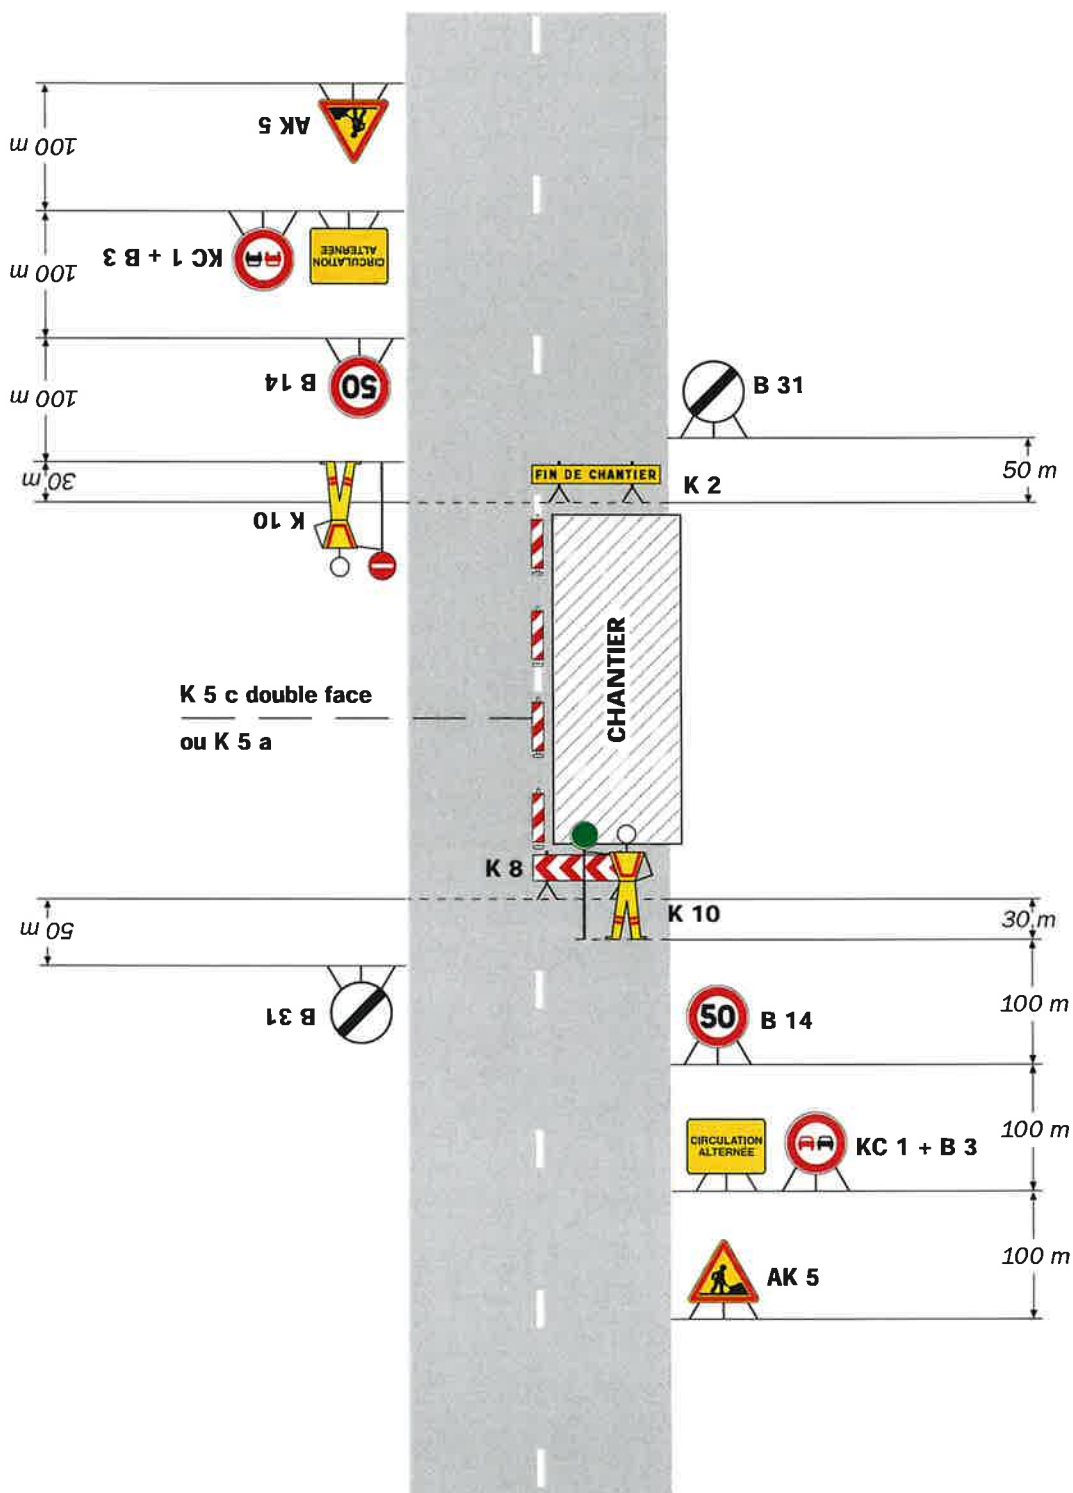 AK 5
100 m
KC 1 + B 3
CIRCULATION
ALTERNÉE
100 m
B 14
50
100 m
B 31
30 m
K 10
FIN DE CHANTIER
K 2
50 m
K 5 c double face
ou K 5 a
CHANTIER
K 8
K 10
30 m
50 m
B 31
50
B 14
100 m
CIRCULATION
ALTERNÉE
KC 1 + B 3
100 m
AK 5
100 m